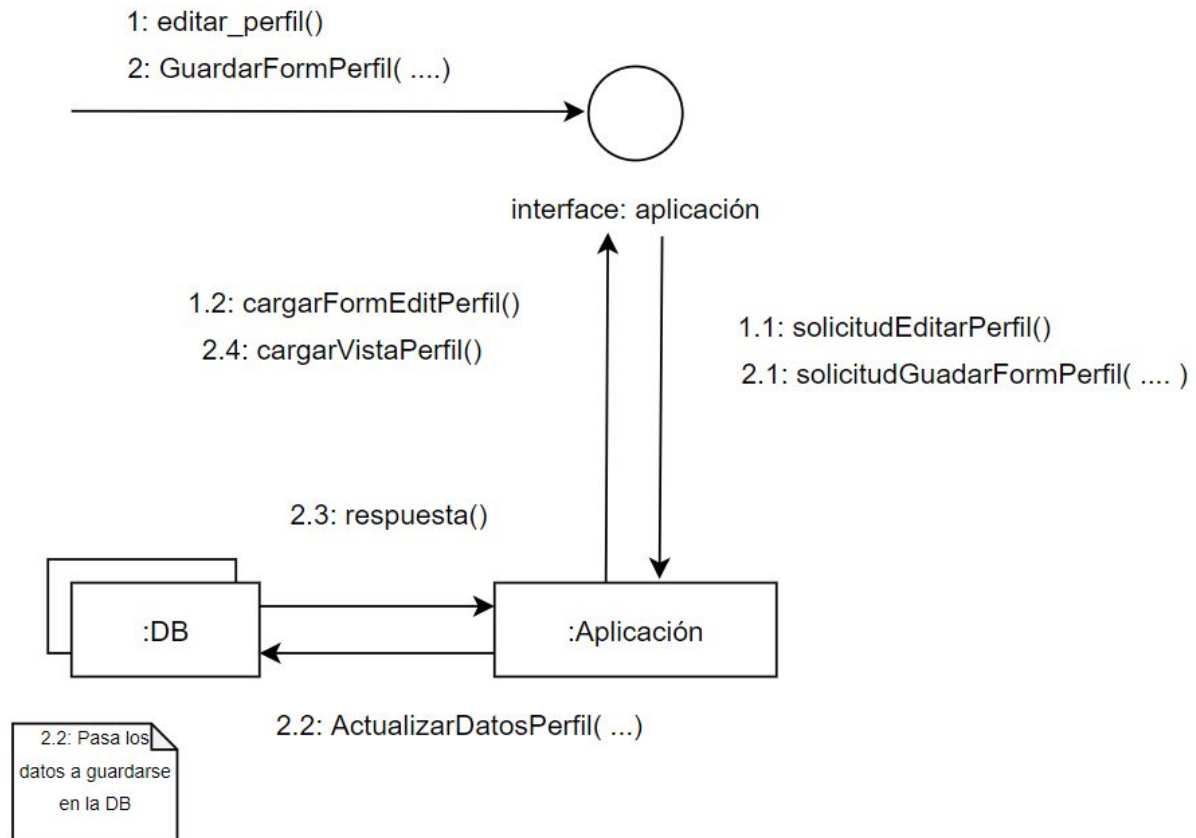 1: editar_perfil()
2: GuardarFormPerfil( ....)
interface: aplicación
1.2: cargarFormEditPerfil()
2.4: cargarVistaPerfil()
1.1: solicitudEditarPerfil()
2.1: solicitudGuadarFormPerfil( .... )
2.3: respuesta()
:DB
:Aplicación
2.2: ActualizarDatosPerfil( ...)
2.2: Pasa los
datos a guardarse
en la DB